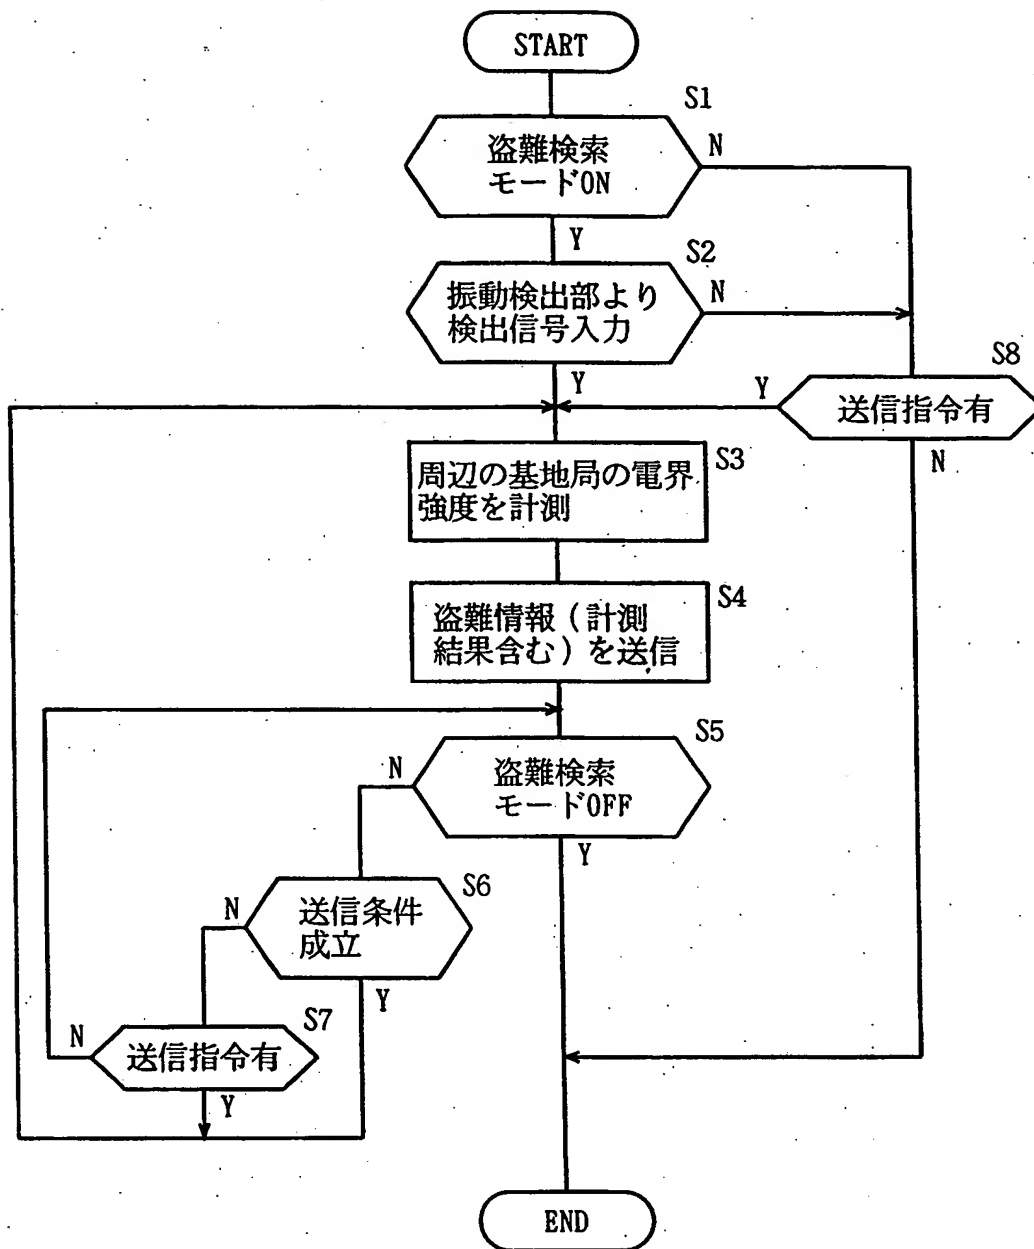 START
S1
盗難検索
モードON
N
Y
S2
振動検出部より
検出信号入力
N
Y
S8
送信指令有
Y
N
S3
周辺の基地局の電界
強度を計測
S4
盗難情報(計測
結果含む)を送信
S5
盗難検索
モードOFF
N
Y
S6
送信条件
成立
N
Y
S7
送信指令有
N
Y
END